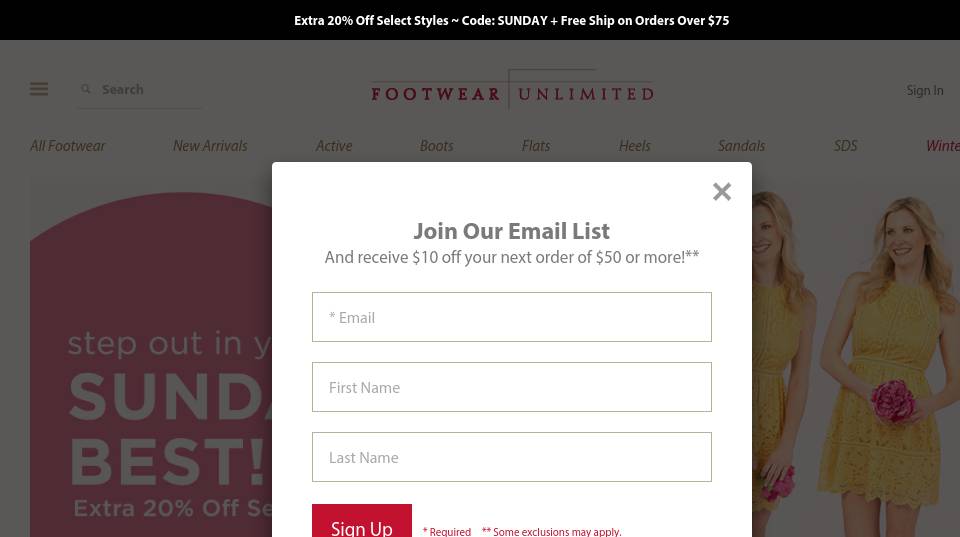 Extra 20% Off Select Styles ~ Code: SUNDAY + Free Ship on Orders Over $75
Search
FOOTWEAR UNLIMITED
Sign In
All Footwear New Arrivals Active Boots Flats Heels Sandals SDS
Join Our Email List
And receive $10 off your next order of $50 or more!**
* Email
First Name
Last Name
Sign Up
* Required ** Some exclusions may apply.
step out in
BEST!
Extra 20% Off